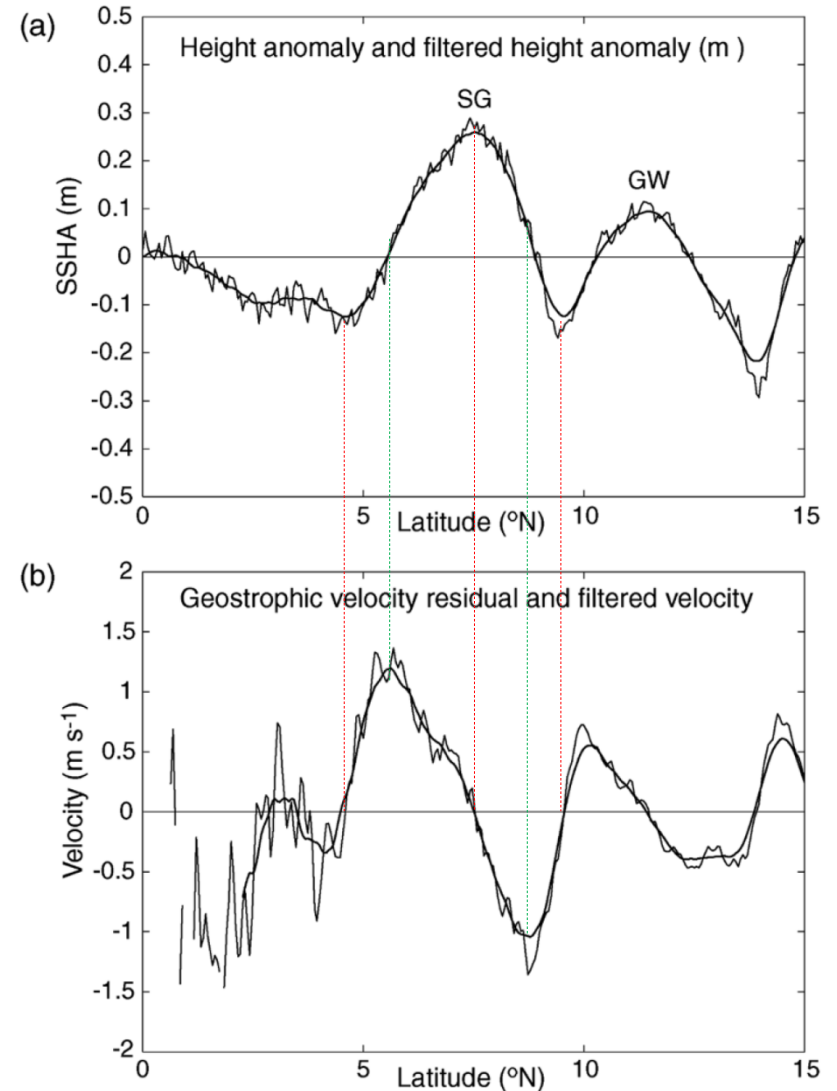 (a)
Height anomaly and filtered height anomaly (m )
SG
GW
SSHA (m)
0.5
0.4
0.3
0.2
0.1
0
-0.1
-0.2
-0.3
-0.4
-0.5
0 5 10 15
Latitude (ºN)
(b)
Geostrophic velocity residual and filtered velocity
Velocity (m s-1)
2
1.5
1
0.5
0
-0.5
-1
-1.5
-2
0 5 10 15
Latitude (ºN)